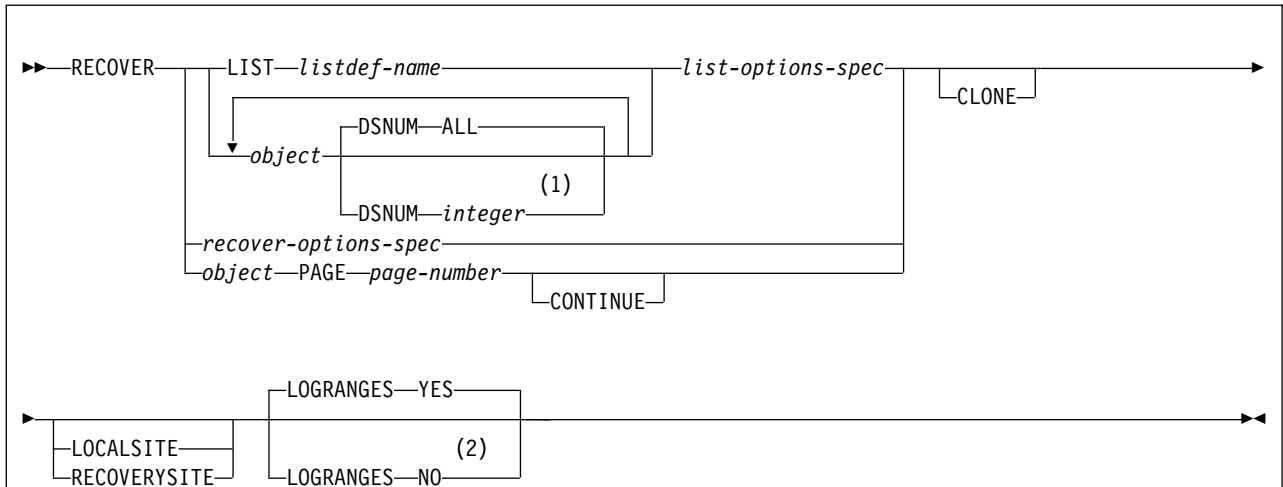 RECOVER LIST listdef-name list-options-spec
CLONE
DSNUM ALL
object
(1)
DSNUM integer
recover-options-spec
object PAGE page-number
CONTINUE
LOGRANGES YES
LOCALSITE (2)
RECOVERYSITE LOGRANGES NO